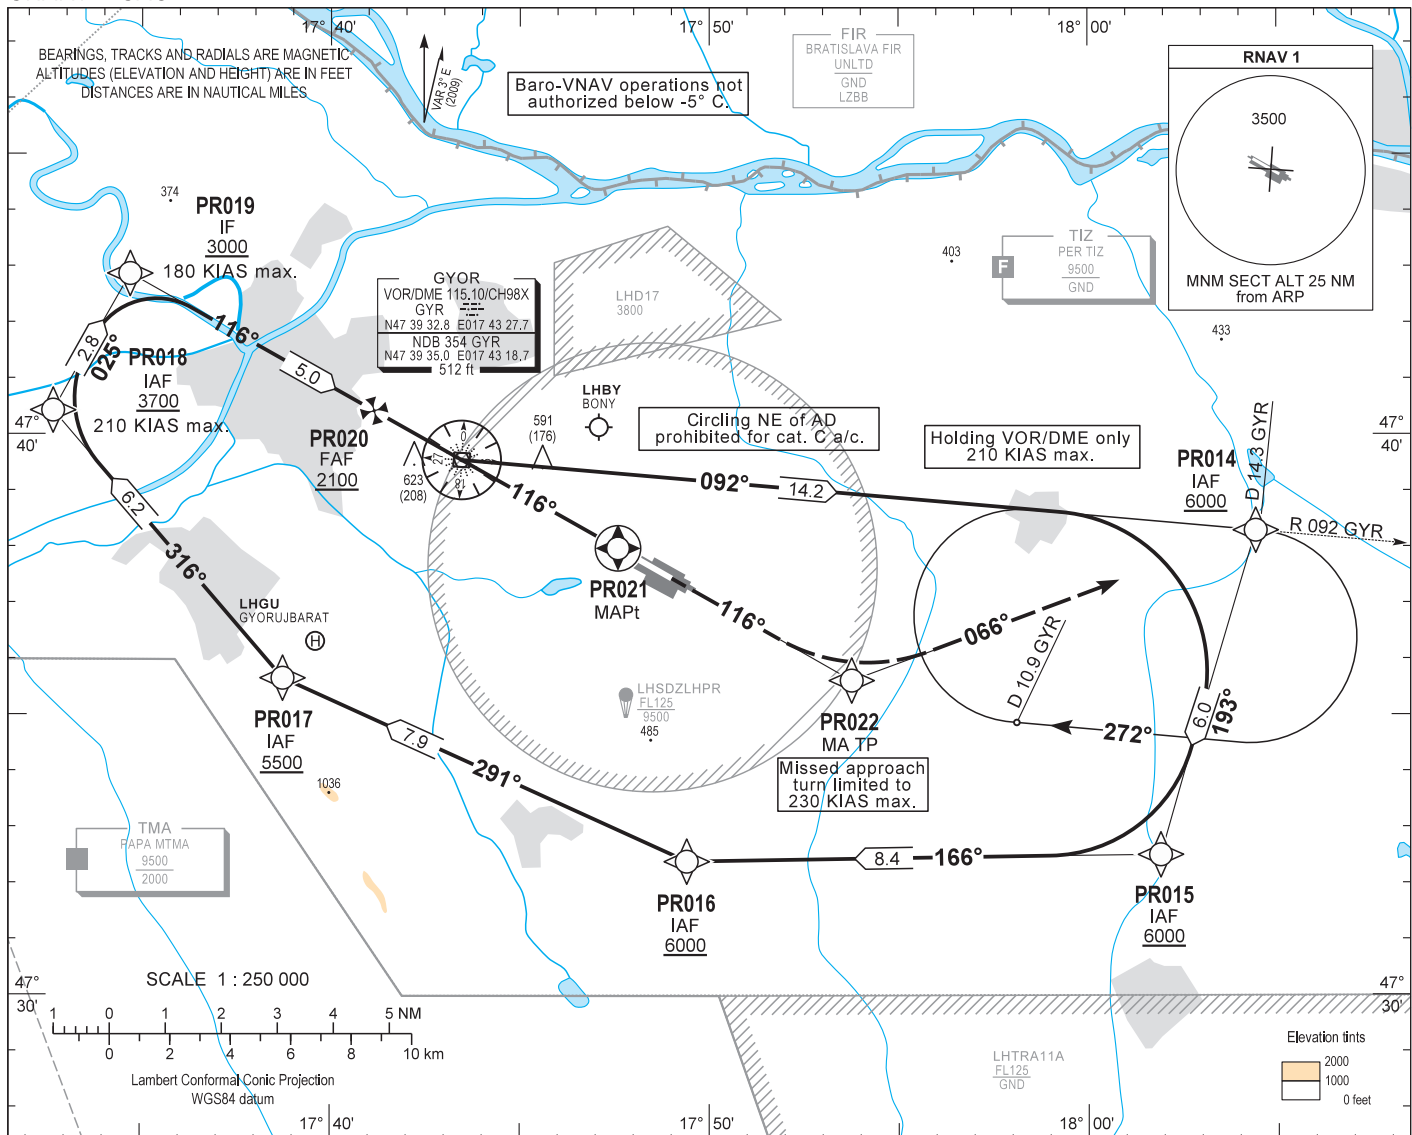 17° 40'
17° 50'
18° 00'
BEARINGS, TRACKS AND RADIALS ARE MAGNETIC
ALTITUDES (ELEVATION AND HEIGHT) ARE IN FEET
DISTANCES ARE IN NAUTICAL MILES
VAR 3° E
(2009)
Baro-VNAV operations not
authorized below -5° C.
FIR
BRATISLAVA FIR
UNLTD
GND
LZBB
RNAV 1
3500
MNM SECT ALT 25 NM
from ARP
374
PR019
IF
3000
180 KIAS max.
GYOR
VOR/DME 115.10/CH98X
GYR
N47 39 32.8 E017 43 27.7
NDB 354 GYR
N47 39 35.0 E017 43 18.7
512 ft
LHD17
3800
403
TIZ
PER TIZ
9500
GND
F
433
116°
2.8
025°
PR018
IAF
3700
210 KIAS max.
5.0
47°
40'
PR020
FAF
2100
623
(208)
0
27
18
591
(176)
LHBY
BONY
Circling NE of AD
prohibited for cat. C a/c.
Holding VOR/DME only
210 KIAS max.
D 14.3 GYR
PR014
IAF
6000
47°
40'
R 092 GYR
092°
14.2
116°
6.2
316°
LHGU
GYORUJBARAT
H
PR021
MAPt
116°
066°
D 10.9 GYR
PR017
IAF
5500
LHSDZLHPR
FL125
9500
485
PR022
MA TP
Missed approach
turn limited to
230 KIAS max.
272°
6.0
193°
7.9
291°
1036
TMA
PAPA MTMA
9500
2000
8.4
166°
PR016
IAF
6000
PR015
IAF
6000
47°
30'
47°
30'
SCALE 1 : 250 000
1 0 1 2 3 4 5 NM
0 2 4 6 8 10 km
Lambert Conformal Conic Projection
WGS84 datum
LHTRA11A
FL125
GND
Elevation tints
2000
1000
0 feet
17° 40'
17° 50'
18° 00'